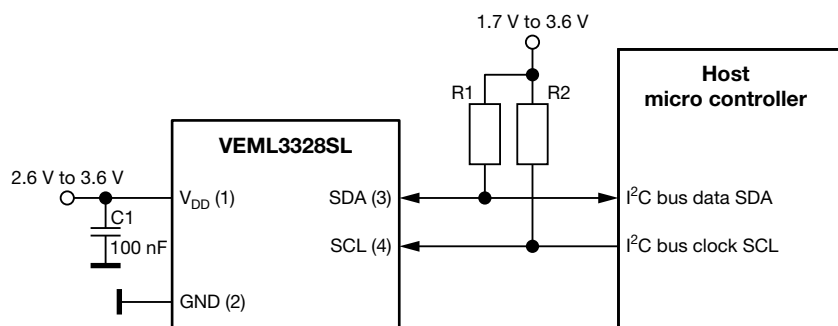 1.7 V to 3.6 V
R1 R2
Host
micro controller
VEML3328SL
2.6 V to 3.6 V
V_DD (1)
C1
100 nF
SDA (3)
SCL (4)
GND (2)
I²C bus data SDA
I²C bus clock SCL